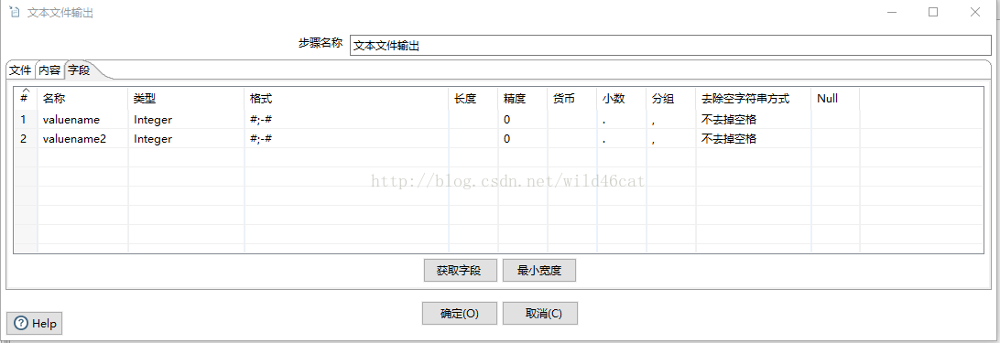 文本文件输出
步骤名称 文本文件输出
文件 内容 字段
# 名称 类型 格式 长度 精度 货币 小数 分组 去除空字符串方式 Null
1 valuename Integer #;-# 0 . , 不去掉空格
2 valuename2 Integer #;-# 0 . , 不去掉空格
http://blog.csdn.net/wild46cat
获取字段 最小宽度
确定(O) 取消(C)
Help